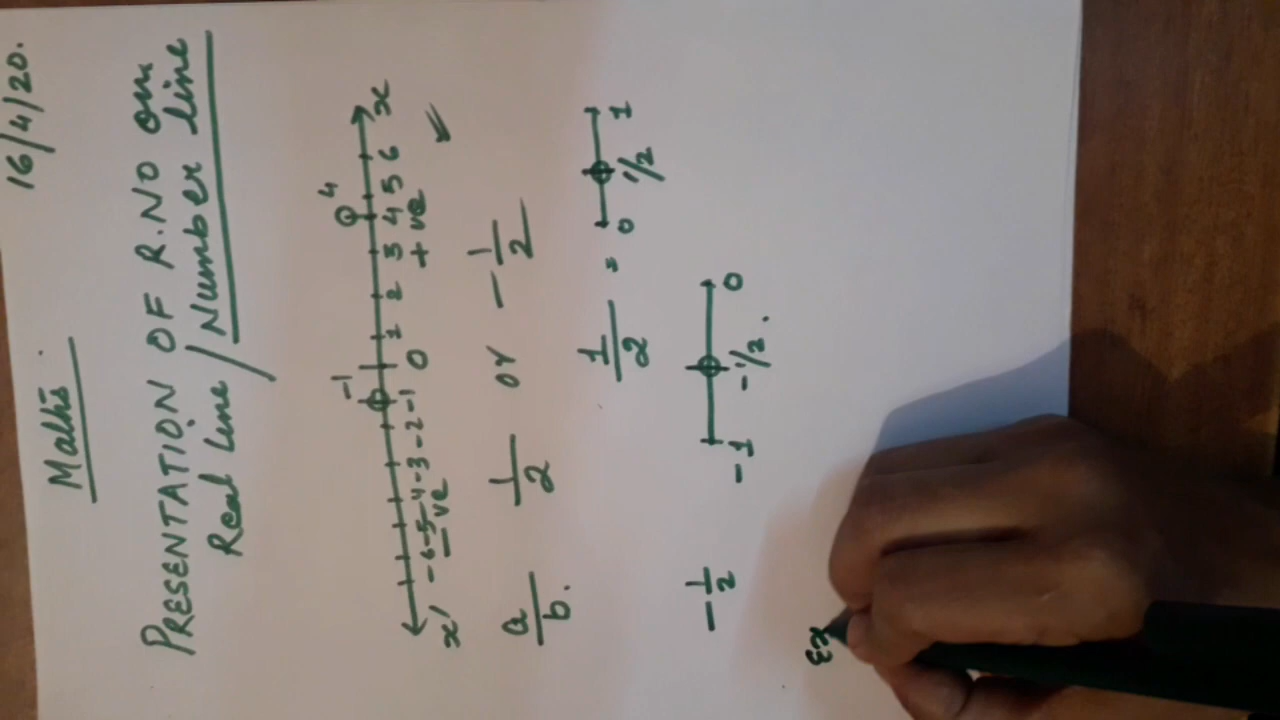 16/4/20.
Maths.
PRESENTATION OF R.NO on
Real Line / Number line
-1 4
-6 -5 -4 -3 -2 -1 0 1 2 3 4 5 6
x' -ve +ve x
a/b. 1/2 or -1/2
1/2 = 0 1/2 1
-1/2 -1 -1/2. 0
Ex